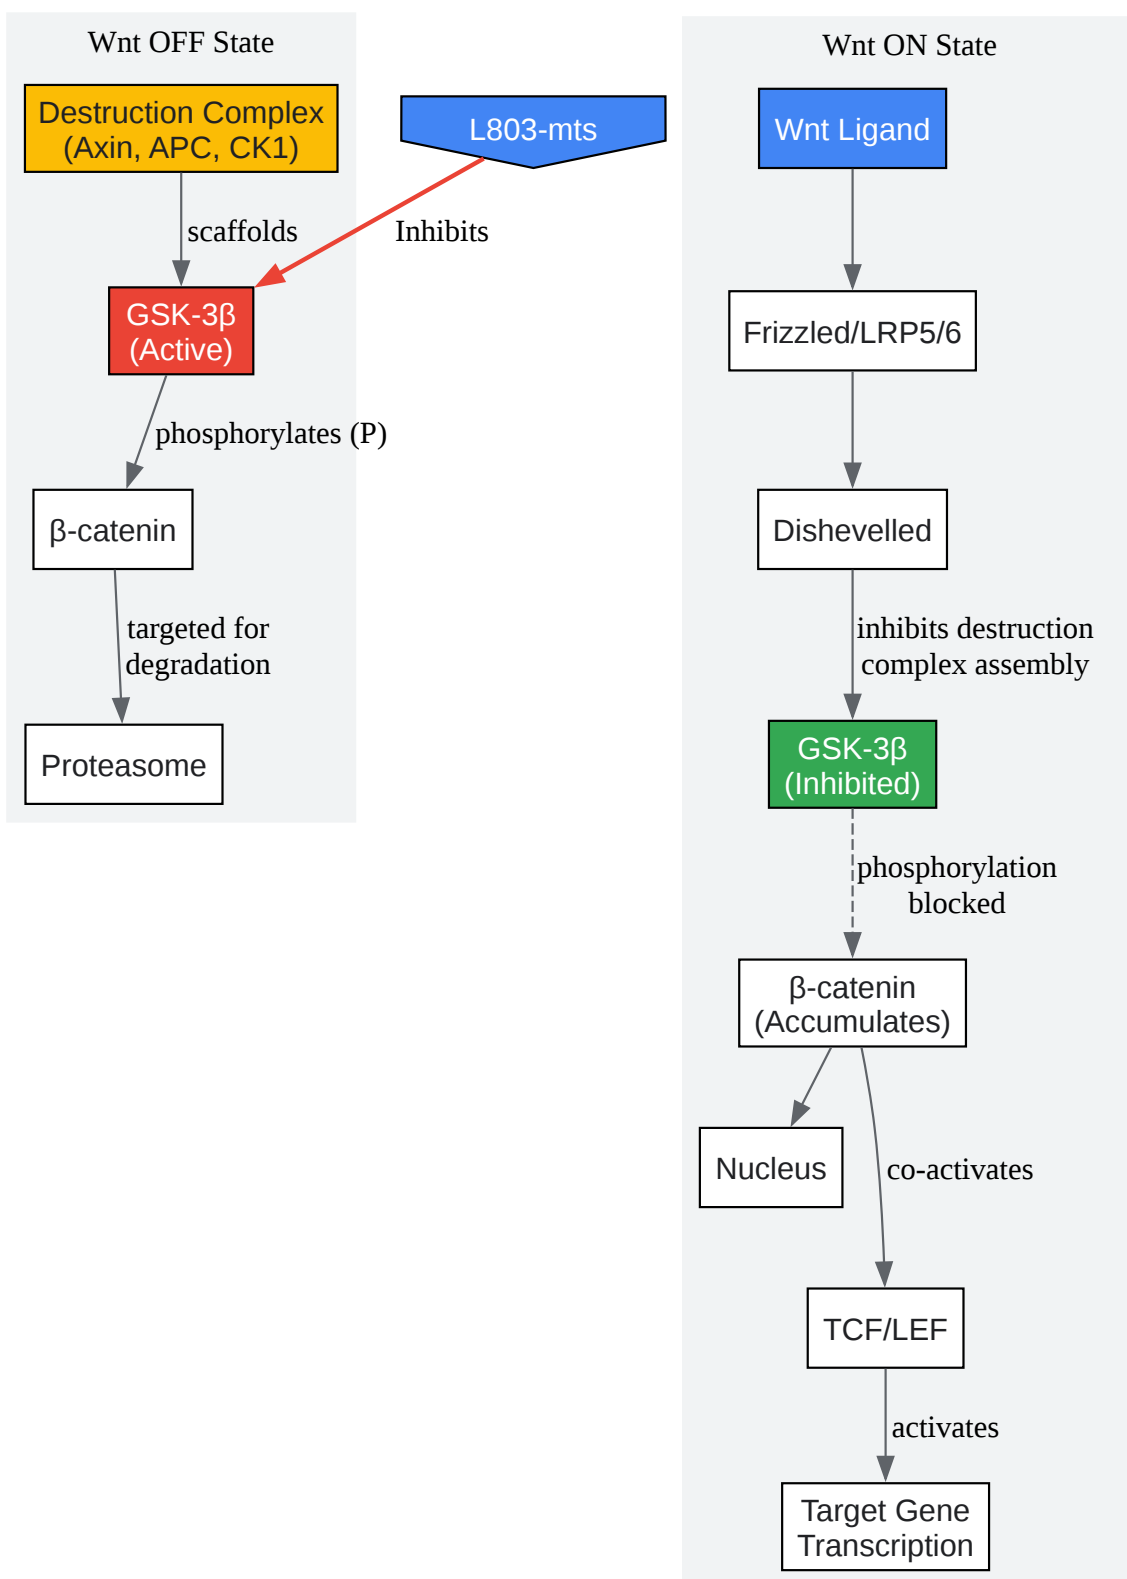 Wnt OFF State
Destruction Complex
(Axin, APC, CK1)
scaffolds
GSK-3β
(Active)
phosphorylates (P)
β-catenin
targeted for
degradation
Proteasome
L803-mts
Inhibits
Wnt ON State
Wnt Ligand
Frizzled/LRP5/6
Dishevelled
inhibits destruction
complex assembly
GSK-3β
(Inhibited)
phosphorylation
blocked
β-catenin
(Accumulates)
Nucleus
co-activates
TCF/LEF
activates
Target Gene
Transcription